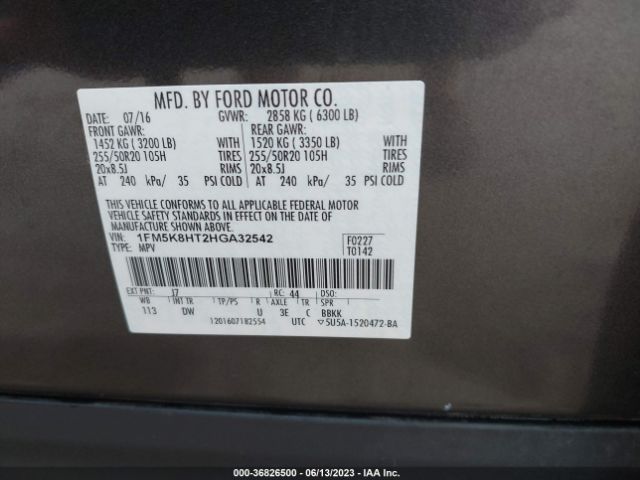 MFD. BY FORD MOTOR CO.
DATE: 07/16 GVWR: 2858 KG ( 6300 LB)
FRONT GAWR: REAR GAWR:
1452 KG ( 3200 LB) WITH 1520 KG ( 3350 LB) WITH
255/50R20 105H TIRES 255/50R20 105H TIRES
20x8.5J RIMS 20x8.5J RIMS
AT 240 kPa/ 35 PSI COLD AT 240 kPa/ 35 PSI COLD
THIS VEHICLE CONFORMS TO ALL APPLICABLE FEDERAL MOTOR
VEHICLE SAFETY STANDARDS IN EFFECT ON THE DATE OF
MANUFACTURE SHOWN ABOVE.
VIN: 1FM5K8HT2HGA32542 F0227
TYPE: MPV T0142
EXT PNT: J7 RC: 44 DSO:
WB INT TR TP/PS R AXLE TR SPR
113 DW U 3E C BBKK
1201607182554 UTC ▽5U5A-1520472-BA
000-36826500 - 06/13/2023 - IAAI.COM